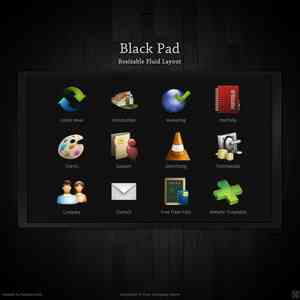 Black Pad
Resizable Fluid Layout
Latest News
Introduction
Marketing
Portfolio
Events
Support
Advertising
Testimonials
Company
Contact
Free Flash Files
Website Templates